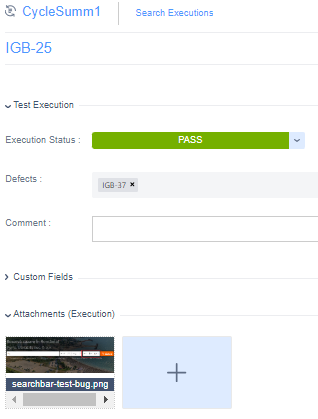 CycleSumm1
Search Executions
IGB-25
Test Execution
Execution Status :
PASS
Defects :
IGB-37 ×
Comment :
Custom Fields
Attachments (Execution)
searchbar-test-bug.png